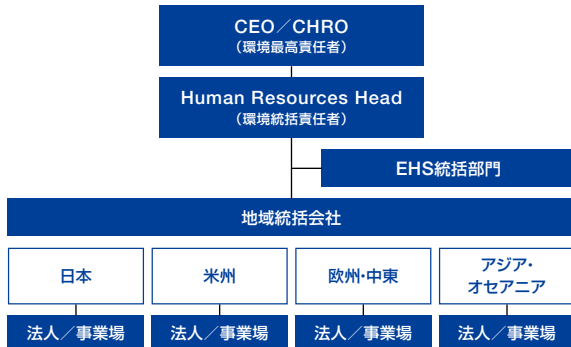 CEO／CHRO
（環境最高責任者）
Human Resources Head
（環境統括責任者）
EHS統括部門
地域統括会社
日本
米州
欧州・中東
アジア・
オセアニア
法人／事業場
法人／事業場
法人／事業場
法人／事業場